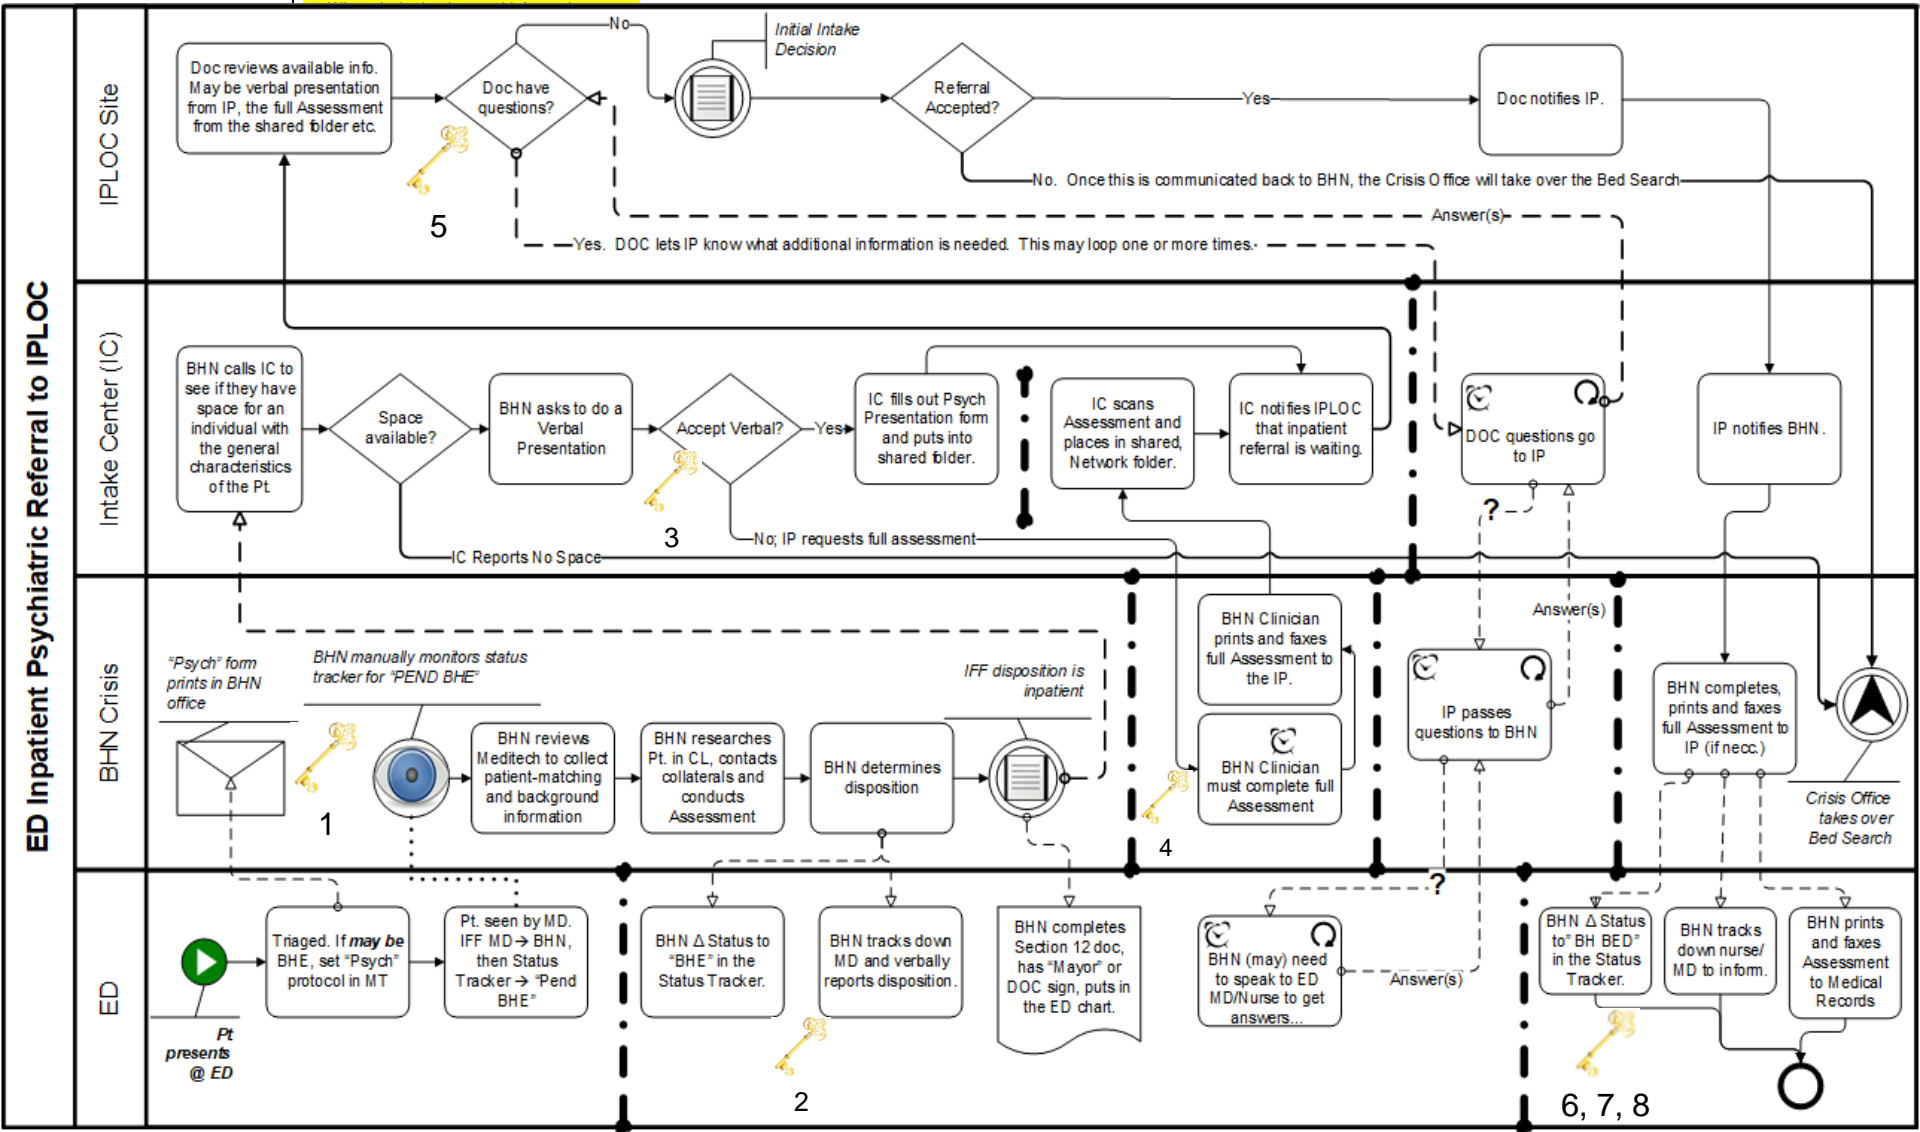 ED Inpatient Psychiatric Referral to IPLOC
IPLOC Site
Doc reviews available info.
May be verbal presentation
from IP, the full Assessment
from the shared folder etc.
Doc have
questions?
5
No
Initial Intake
Decision
Referral
Accepted?
Yes
Doc notifies IP.
No. Once this is communicated back to BHN, the Crisis Office will take over the Bed Search
Answer(s)
Yes. DOC lets IP know what additional information is needed. This may loop one or more times.
Intake Center (IC)
BHN calls IC to
see if they have
space for an
individual with
the general
characteristics
of the Pt.
Space
available?
BHN asks to do a
Verbal
Presentation
Accept Verbal?
3
Yes
IC fills out Psych
Presentation form
and puts into
shared folder.
IC scans
Assessment and
places in shared,
Network folder.
IC notifies IPLOC
that inpatient
referral is waiting.
DOC questions go
to IP
IP notifies BHN.
?
No; IP requests full assessment
IC Reports No Space
BHN Crisis
"Psych" form
prints in BHN
office
BHN manually monitors status
tracker for "PEND BHE"
1
BHN reviews
Meditech to collect
patient-matching
and background
information
BHN researches
Pt. in CL, contacts
collaterals and
conducts
Assessment
BHN determines
disposition
IFF disposition is
inpatient
4
BHN Clinician
prints and faxes
full Assessment to
the IP.
BHN Clinician
must complete full
Assessment
Answer(s)
IP passes
questions to BHN
BHN completes,
prints and faxes
full Assessment to
IP (if necc.)
Crisis Office
takes over
Bed Search
ED
Pt
presents
@ ED
Triaged. If may be
BHE, set "Psych"
protocol in MT
Pt. seen by MD.
IFF MD→ BHN,
then Status
Tracker → "Pend
BHE"
BHN Δ Status to
"BHE" in the
Status Tracker.
BHN tracks down
MD and verbally
reports disposition.
2
BHN completes
Section 12 doc,
has "Mayor" or
DOC sign, puts in
the ED chart.
?
BHN (may) need
to speak to ED
MD/Nurse to get
answers...
Answer(s)
BHN Δ Status
to" BH BED"
in the Status
Tracker.
BHN tracks
down nurse/
MD to inform.
BHN prints
and faxes
Assessment
to Medical
Records
6, 7, 8